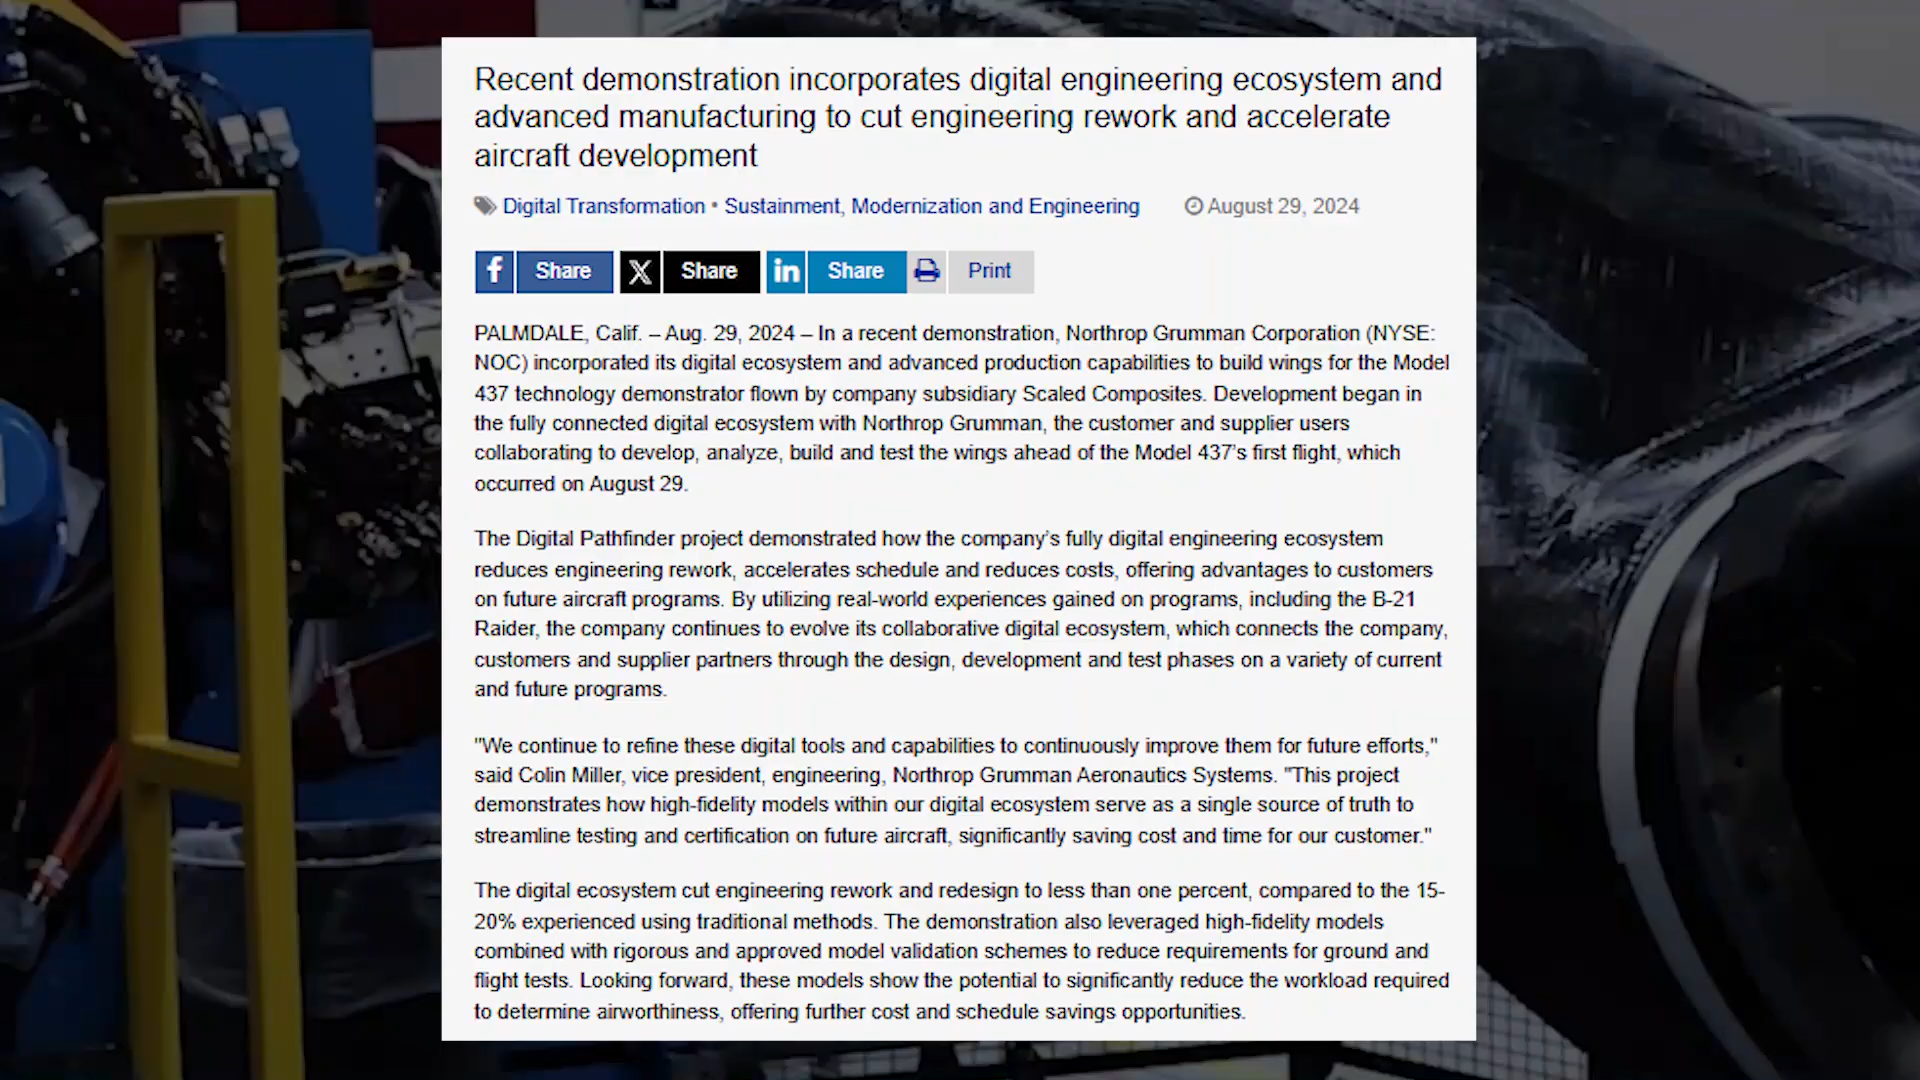 Recent demonstration incorporates digital engineering ecosystem and
advanced manufacturing to cut engineering rework and accelerate
aircraft development
Digital Transformation • Sustainment, Modernization and Engineering August 29, 2024
f Share X Share in Share Print
PALMDALE, Calif. – Aug. 29, 2024 – In a recent demonstration, Northrop Grumman Corporation (NYSE:
NOC) incorporated its digital ecosystem and advanced production capabilities to build wings for the Model
437 technology demonstrator flown by company subsidiary Scaled Composites. Development began in
the fully connected digital ecosystem with Northrop Grumman, the customer and supplier users
collaborating to develop, analyze, build and test the wings ahead of the Model 437’s first flight, which
occurred on August 29.
The Digital Pathfinder project demonstrated how the company’s fully digital engineering ecosystem
reduces engineering rework, accelerates schedule and reduces costs, offering advantages to customers
on future aircraft programs. By utilizing real-world experiences gained on programs, including the B-21
Raider, the company continues to evolve its collaborative digital ecosystem, which connects the company,
customers and supplier partners through the design, development and test phases on a variety of current
and future programs.
"We continue to refine these digital tools and capabilities to continuously improve them for future efforts,"
said Colin Miller, vice president, engineering, Northrop Grumman Aeronautics Systems. "This project
demonstrates how high-fidelity models within our digital ecosystem serve as a single source of truth to
streamline testing and certification on future aircraft, significantly saving cost and time for our customer."
The digital ecosystem cut engineering rework and redesign to less than one percent, compared to the 15-
20% experienced using traditional methods. The demonstration also leveraged high-fidelity models
combined with rigorous and approved model validation schemes to reduce requirements for ground and
flight tests. Looking forward, these models show the potential to significantly reduce the workload required
to determine airworthiness, offering further cost and schedule savings opportunities.